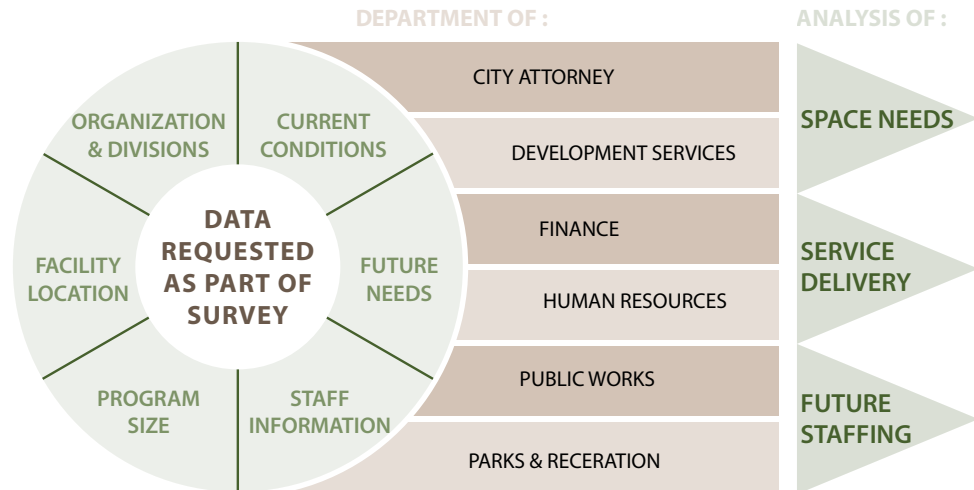 DEPARTMENT OF :
ANALYSIS OF :
ORGANIZATION
& DIVISIONS
CURRENT
CONDITIONS
FACILITY
LOCATION
DATA
REQUESTED
AS PART OF
SURVEY
FUTURE
NEEDS
PROGRAM
SIZE
STAFF
INFORMATION
CITY ATTORNEY
DEVELOPMENT SERVICES
FINANCE
HUMAN RESOURCES
PUBLIC WORKS
PARKS & RECERATION
SPACE NEEDS
SERVICE
DELIVERY
FUTURE
STAFFING